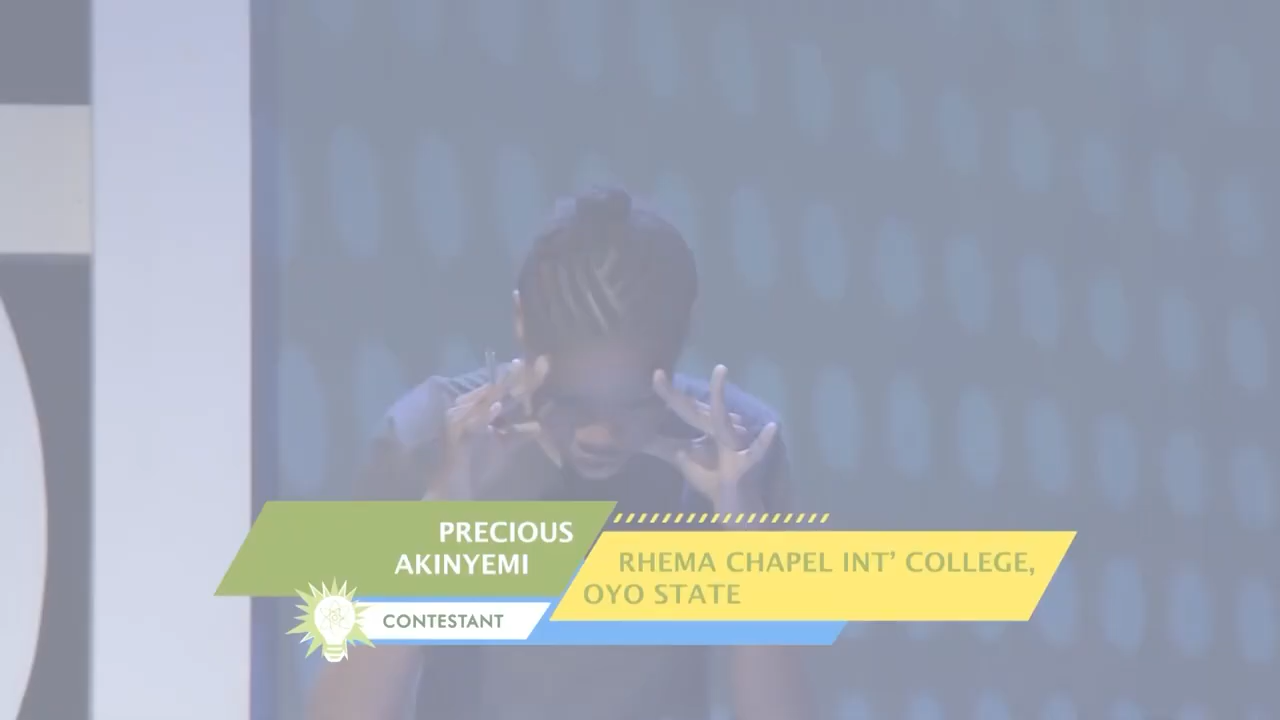 PRECIOUS
AKINYEMI
CONTESTANT
RHEMA CHAPEL INT’ COLLEGE,
OYO STATE